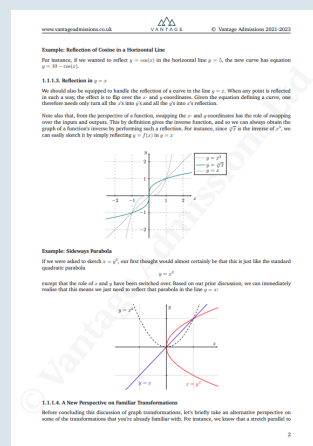 www.vantageadmissions.co.uk VANTAGE © Vantage Admissions 2021-2023
Example: Reflection of Cosine in a Horizontal Line
For instance, if we wanted to reflect y = cos(x) in the horizontal line y = 5, the new curve has equation
y = 10 − cos(x).
1.1.1.3. Reflection in y = x
We should also be equipped to handle the reflection of a curve in the line y = x. When any point is reflected
in such a way, the effect is to flip over the x- and y-coordinates. Given the equation defining a curve, one
therefore needs only turn all the x's into y's and all the y's into x's reflection.
Note also that, from the perspective of a function, swapping the x- and y-coordinates has the role of swapping
over the inputs and outputs. This by definition gives the inverse function, and so we can always obtain the
graph of a function's inverse by performing such a reflection. For instance, since ∛x is the inverse of x³, we
can easily sketch it by simply reflecting y = f(x) in y = x
y
2
1
−2 −1 1 2 x
−1
−2
y = x³
y = ∛x
y = x
Example: Sideways Parabola
If we were asked to sketch x = y², our first thought would almost certainly be that this is just like the standard
quadratic parabola
y = x²
except that the role of x and y have been switched over. Based on our prior discussion, we can immediately
realise that this means we just need to reflect that parabola in the line y = x:
y = x²
y
x
y = x
x = y²
1.1.1.4. A New Perspective on Familiar Transformations
Before concluding this discussion of graph transformations, let's briefly take an alternative perspective on
some of the transformations that you're already familiar with. For instance, we know that a stretch parallel to
2
© Vantage Admissions Ltd